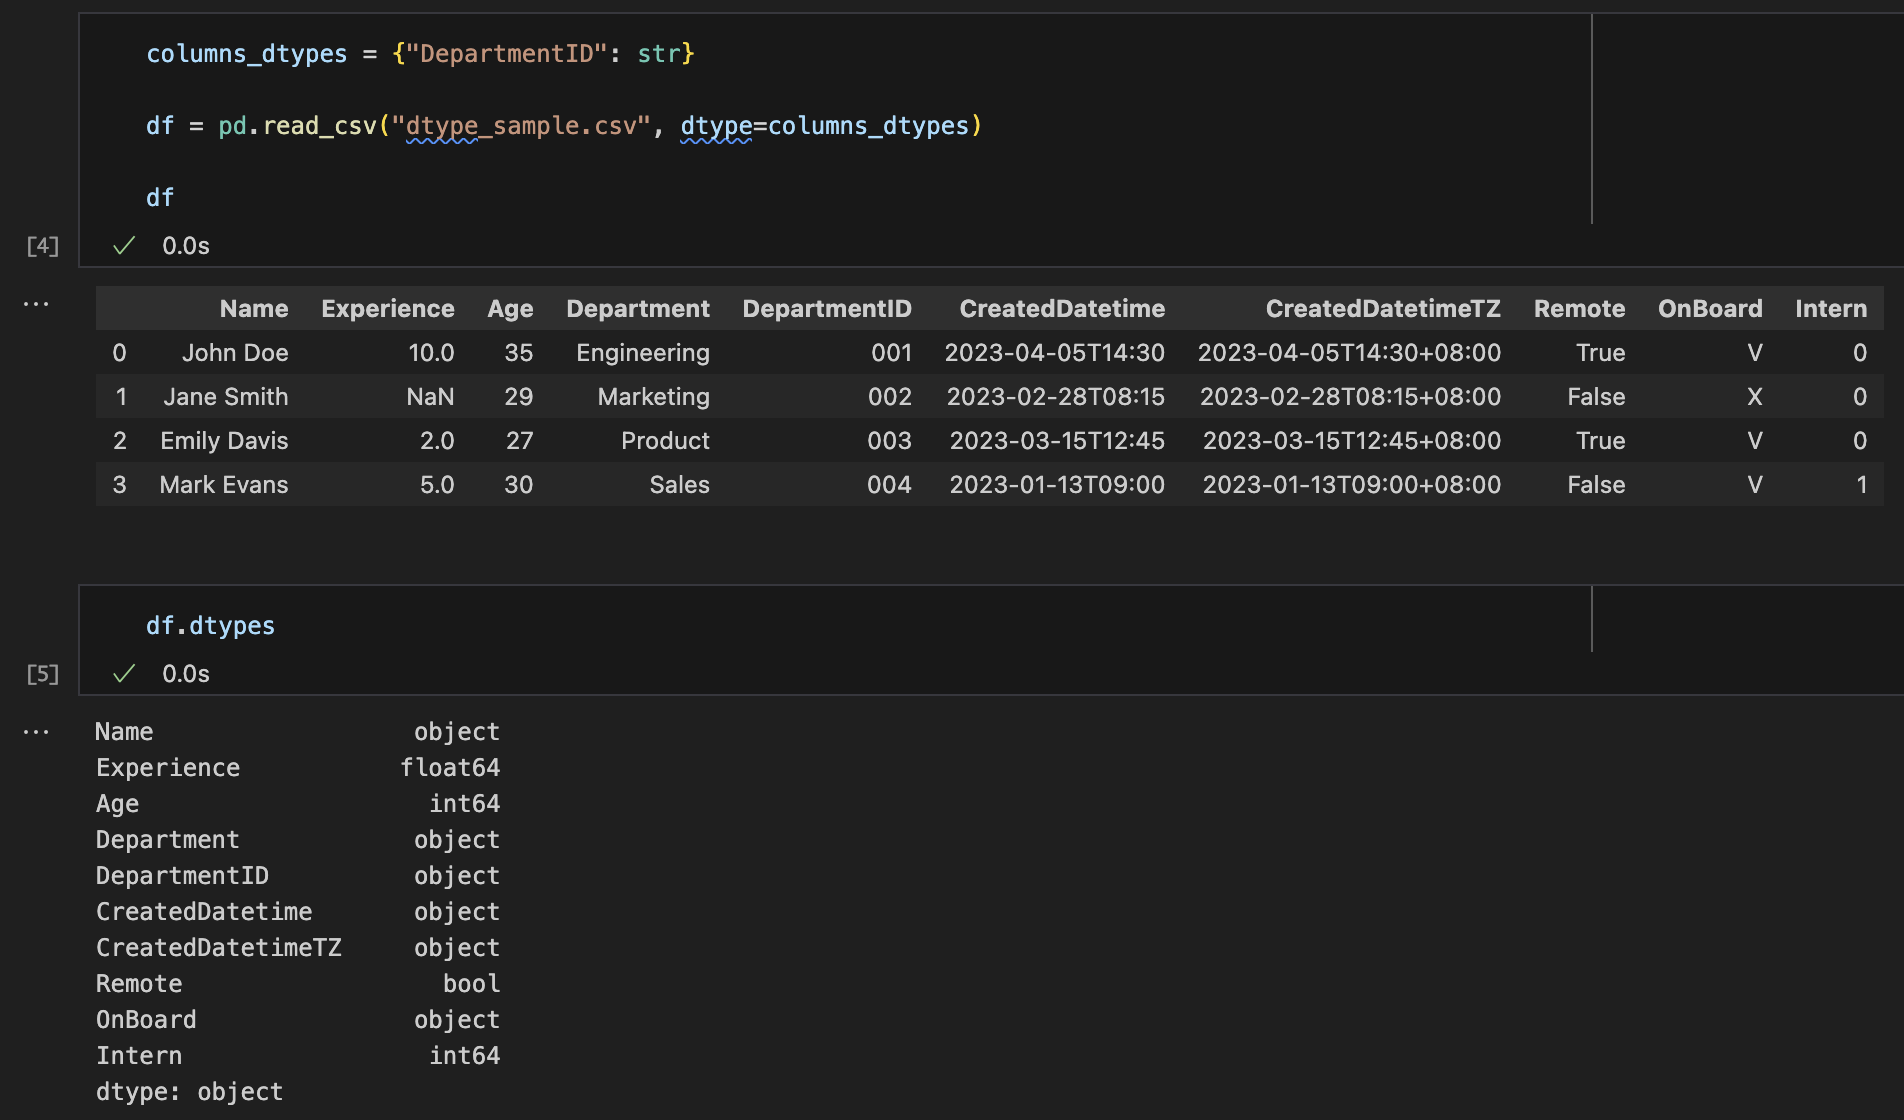 columns_dtypes = {"DepartmentID": str}
df = pd.read_csv("dtype_sample.csv", dtype=columns_dtypes)
df
[4] ✓ 0.0s
... Name Experience Age Department DepartmentID CreatedDatetime CreatedDatetimeTZ Remote OnBoard Intern
0 John Doe 10.0 35 Engineering 001 2023-04-05T14:30 2023-04-05T14:30+08:00 True V 0
1 Jane Smith NaN 29 Marketing 002 2023-02-28T08:15 2023-02-28T08:15+08:00 False X 0
2 Emily Davis 2.0 27 Product 003 2023-03-15T12:45 2023-03-15T12:45+08:00 True V 0
3 Mark Evans 5.0 30 Sales 004 2023-01-13T09:00 2023-01-13T09:00+08:00 False V 1
df.dtypes
[5] ✓ 0.0s
... Name object
Experience float64
Age int64
Department object
DepartmentID object
CreatedDatetime object
CreatedDatetimeTZ object
Remote bool
OnBoard object
Intern int64
dtype: object